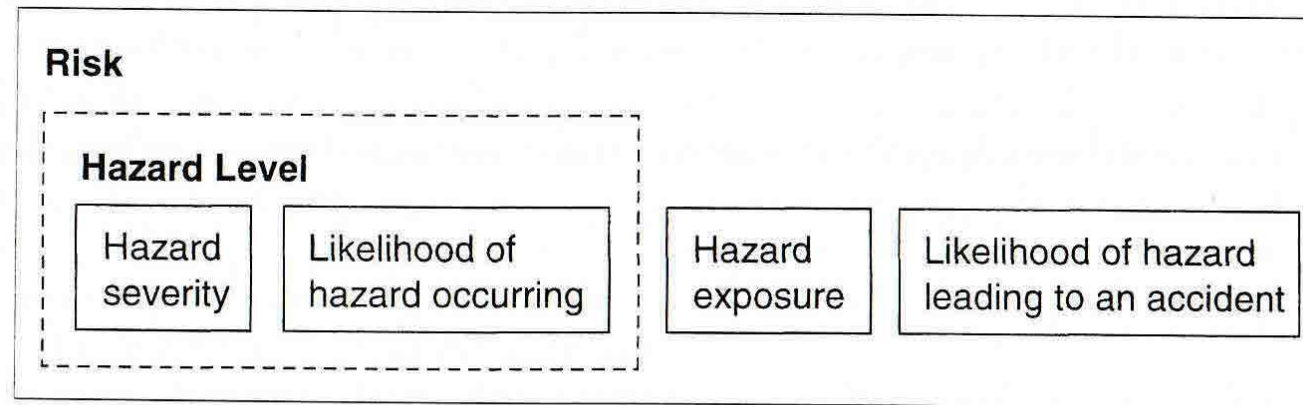 Risk
Hazard Level
Hazard
severity
Likelihood of
hazard occurring
Hazard
exposure
Likelihood of hazard
leading to an accident